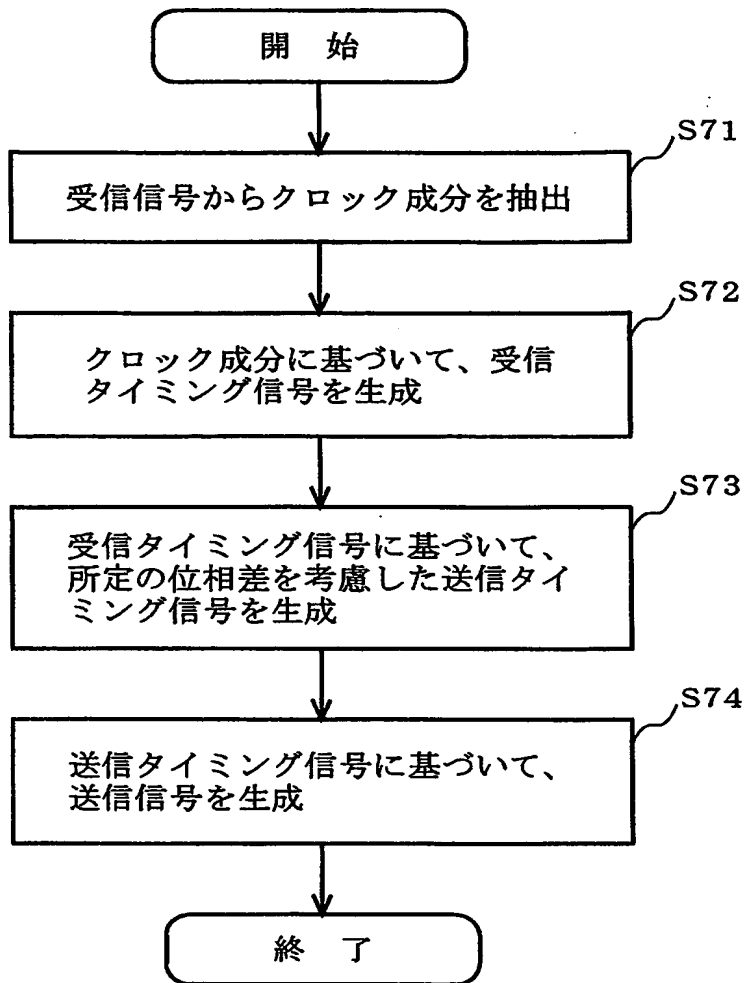 開 始
S71
受信信号からクロック成分を抽出
S72
クロック成分に基づいて、受信
タイミング信号を生成
S73
受信タイミング信号に基づいて、
所定の位相差を考慮した送信タイ
ミング信号を生成
S74
送信タイミング信号に基づいて、
送信信号を生成
終 了